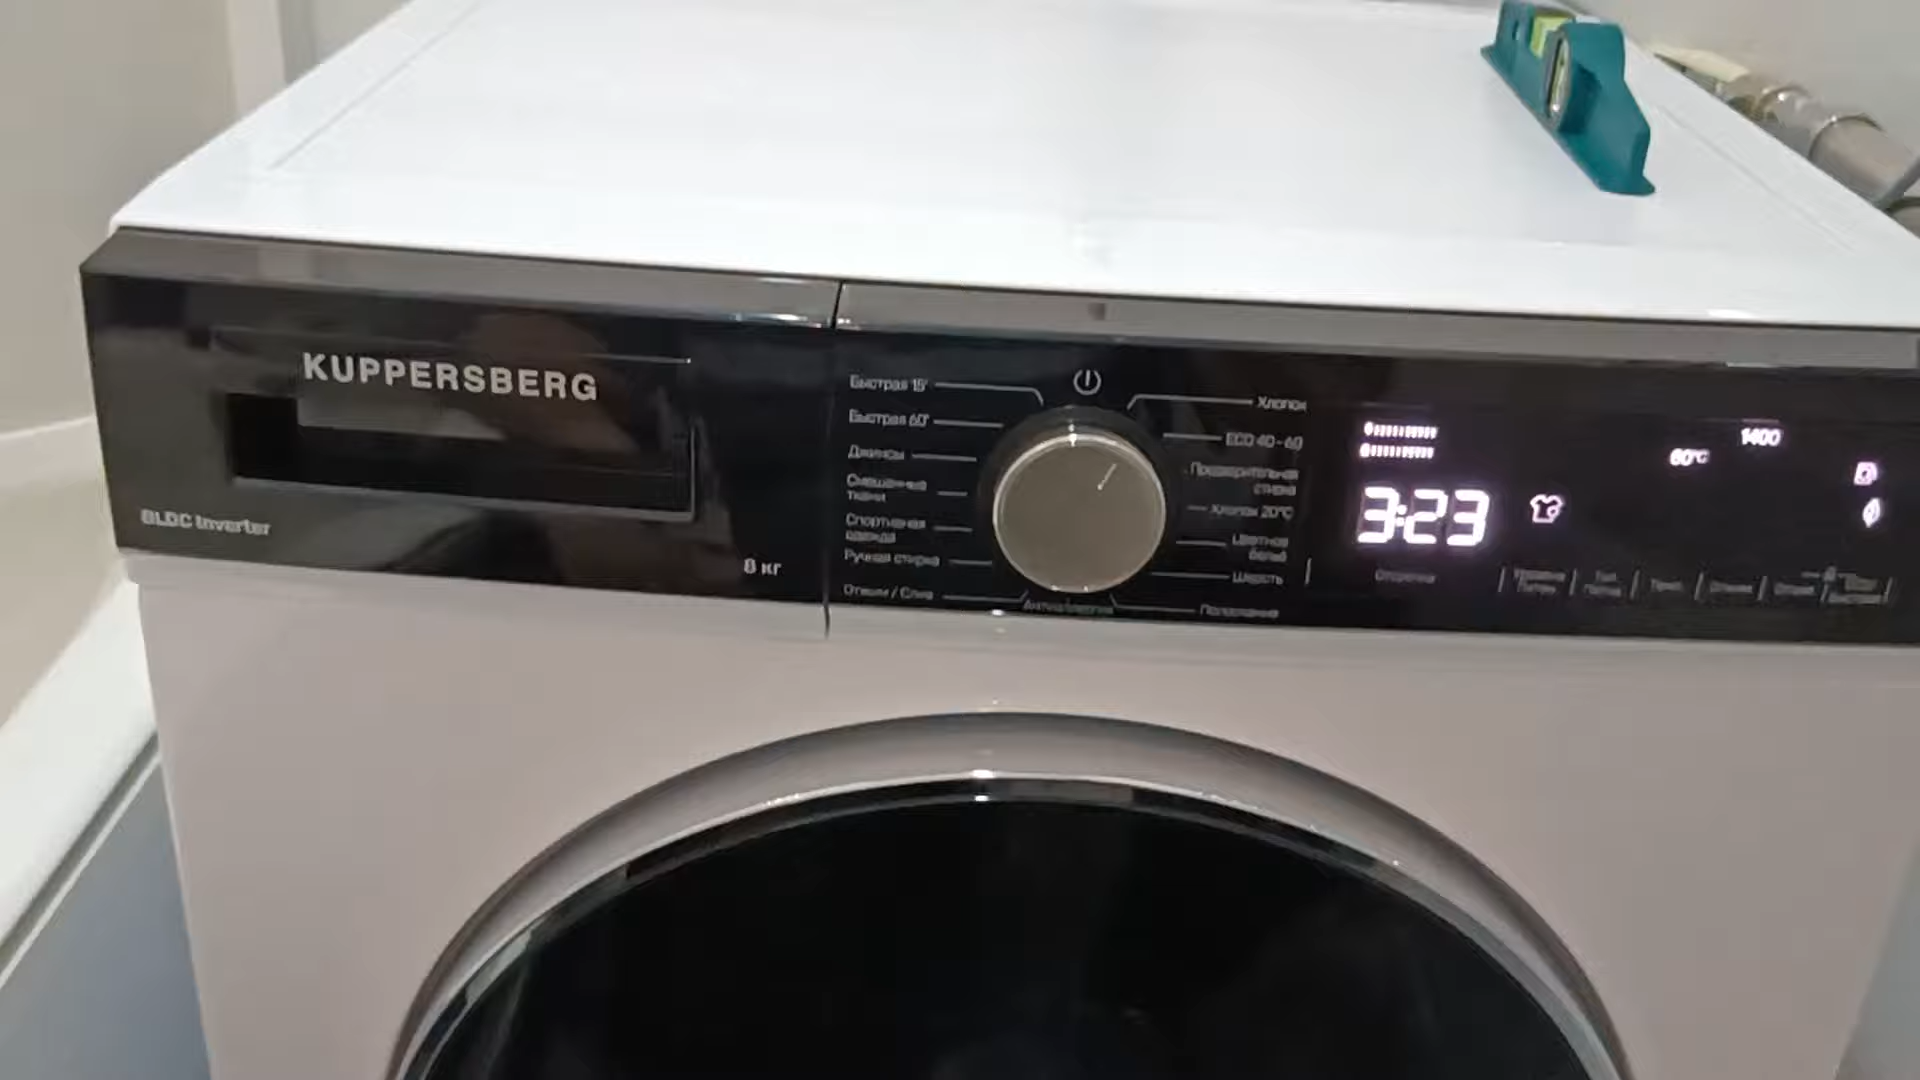 KUPPERSBERG
BLDC Inverter
8 кг
Быстрая 15'
Быстрая 60'
Джинсы
Смешанные
ткани
Спортивная
одежда
Ручная стирка
Отжим / Слив
Антиаллергия
Хлопок
ECO 40-60
Предварительная
стирка
Хлопок 20°C
Цветное
бельё
Шерсть
Полоскание
3:23
60°C
1400